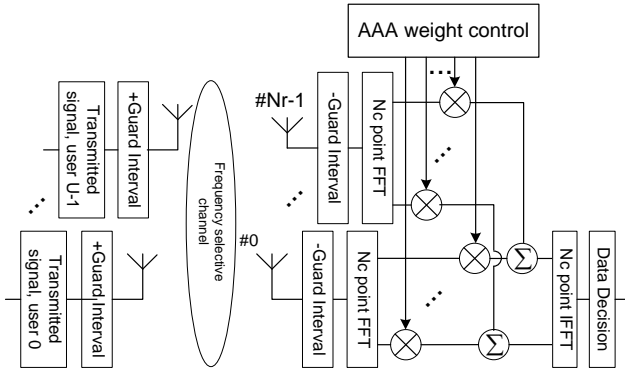 AAA weight control
...
Transmitted
signal, user U-1
+Guard Interval
#Nr-1
-Guard Interval
Nc point FFT
...
...
...
Frequency selective
channel
#0
Transmitted
signal, user 0
+Guard Interval
-Guard Interval
Nc point FFT
...
Σ
Σ
Nc point IFFT
Data Decision